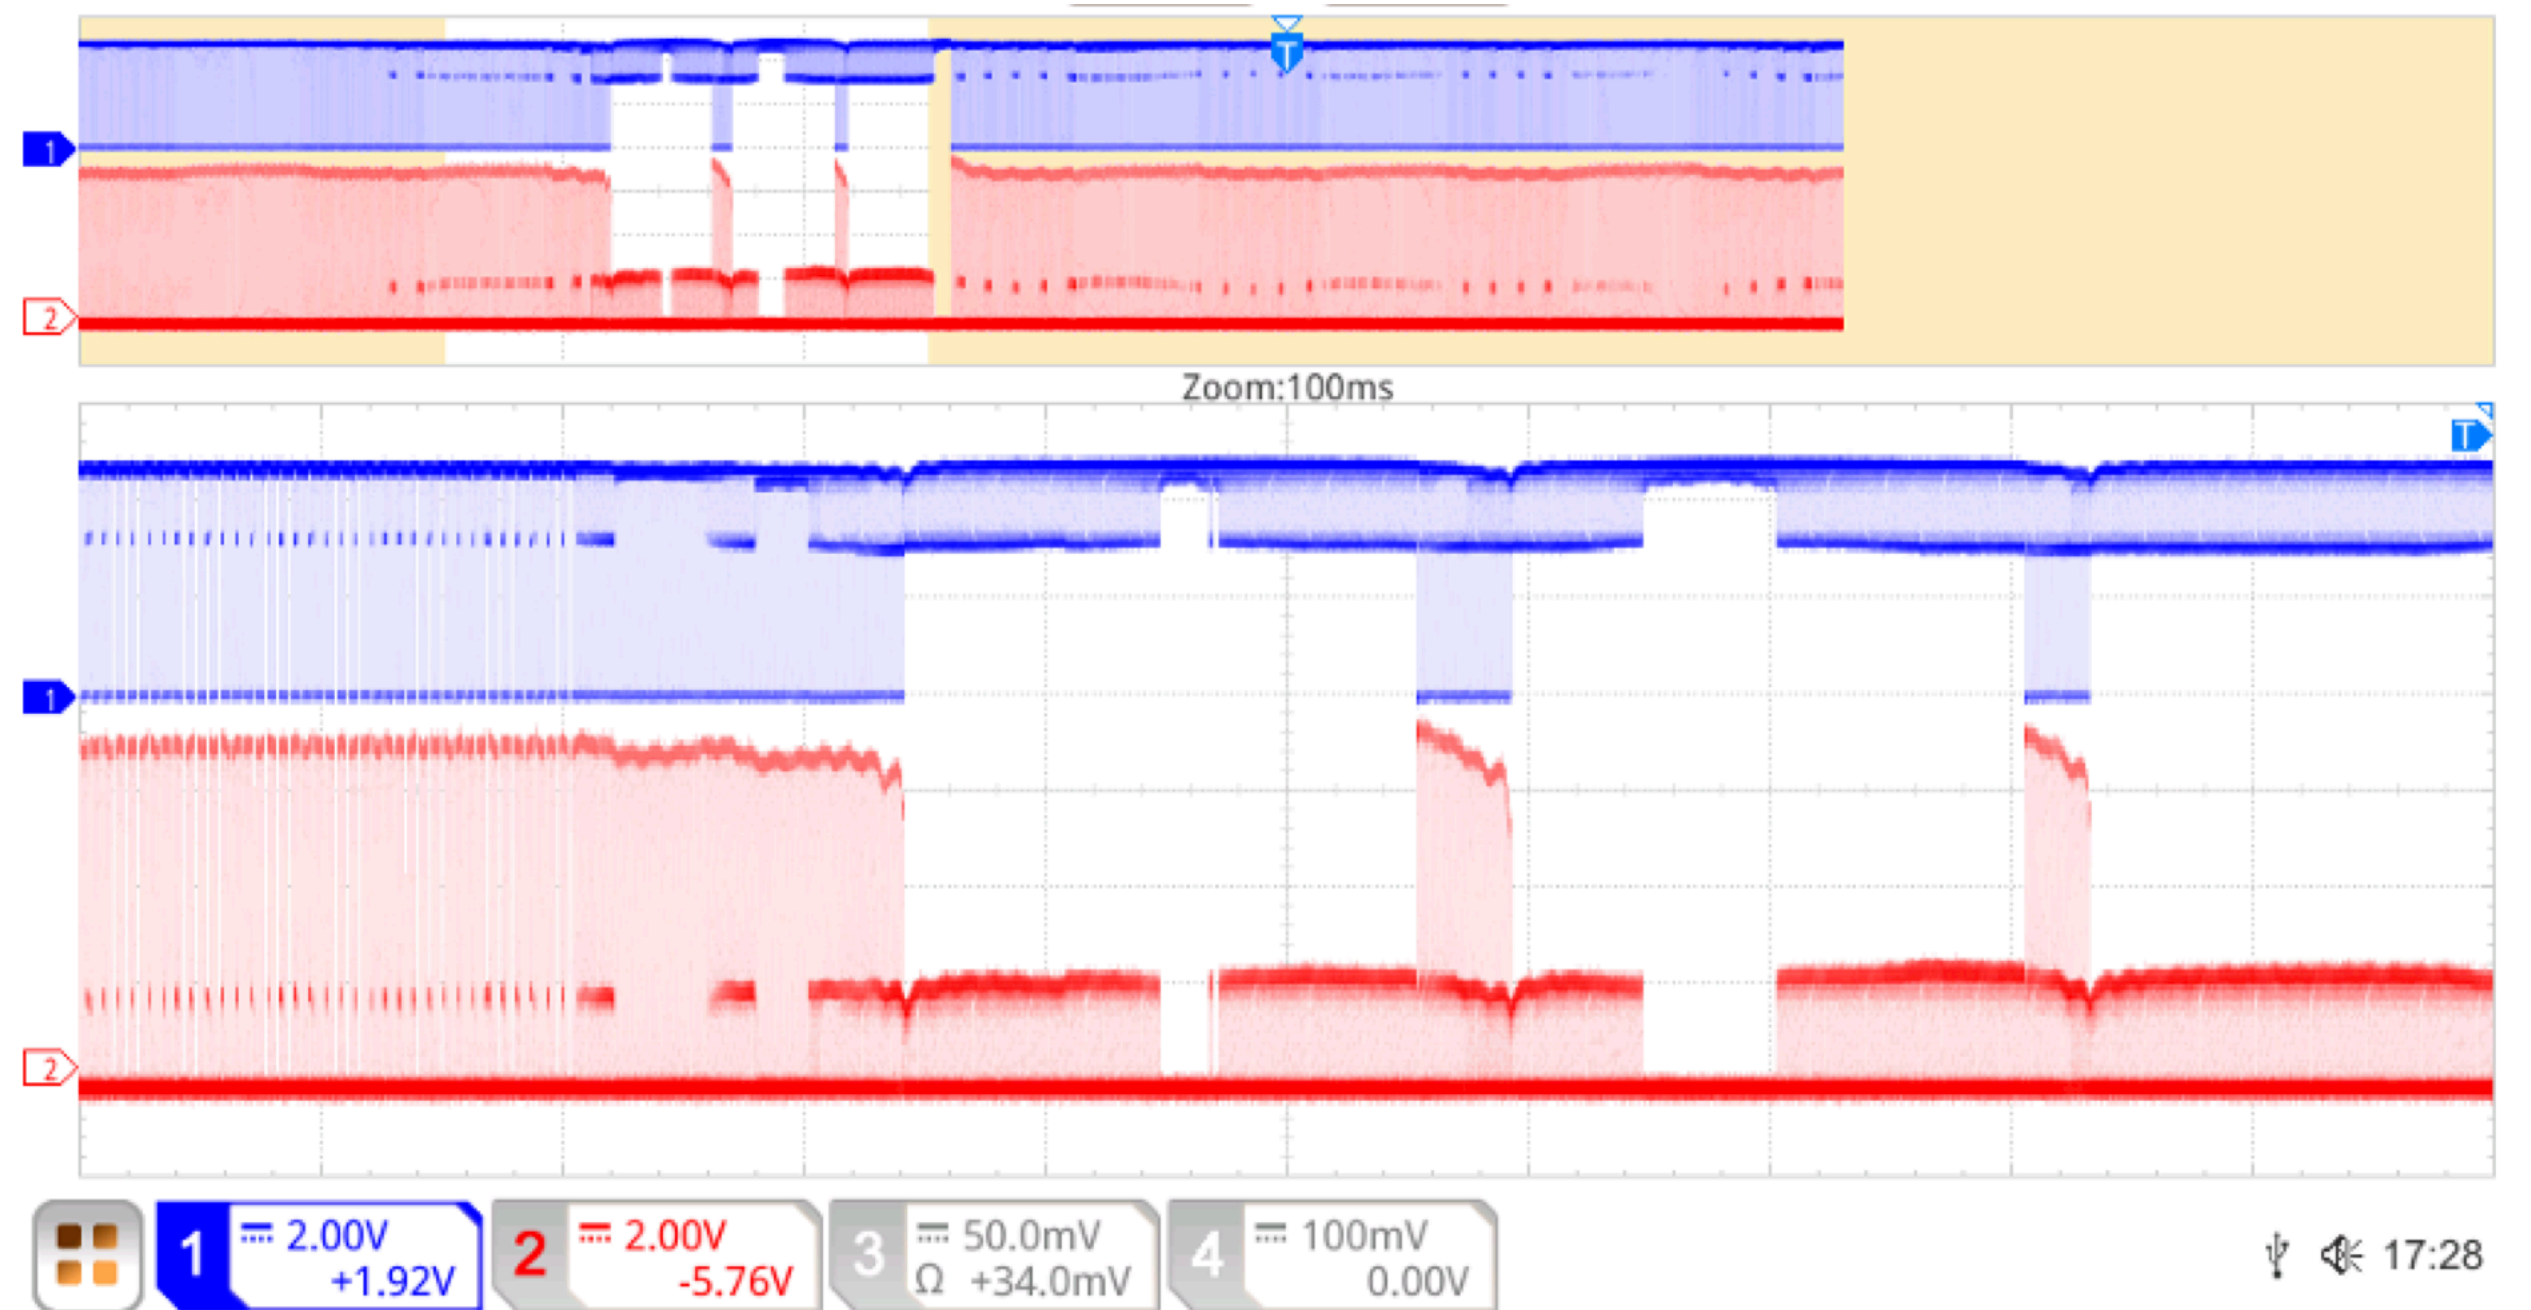 T
1
2
Zoom:100ms
T
1
2
1 2.00V
+1.92V
2 2.00V
-5.76V
3 50.0mV
Ω +34.0mV
4 100mV
0.00V
17:28